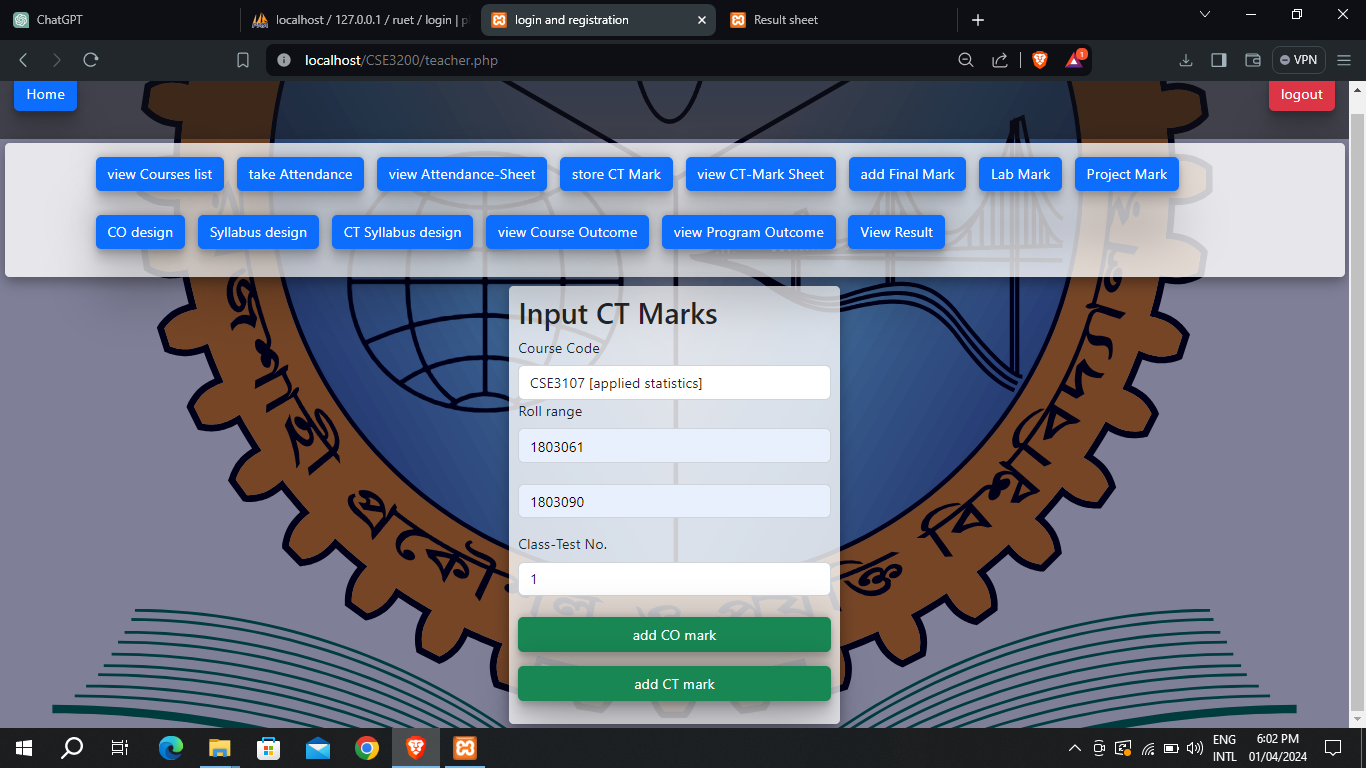 ChatGPT
localhost / 127.0.0.1 / ruet / login | p
login and registration
Result sheet
localhost/CSE3200/teacher.php
1
VPN
Home
logout
view Courses list
take Attendance
view Attendance-Sheet
store CT Mark
view CT-Mark Sheet
add Final Mark
Lab Mark
Project Mark
CO design
Syllabus design
CT Syllabus design
view Course Outcome
view Program Outcome
View Result
Input CT Marks
Course Code
CSE3107 [applied statistics]
Roll range
1803061
1803090
Class-Test No.
1
add CO mark
add CT mark
ENG
INTL
6:02 PM
01/04/2024